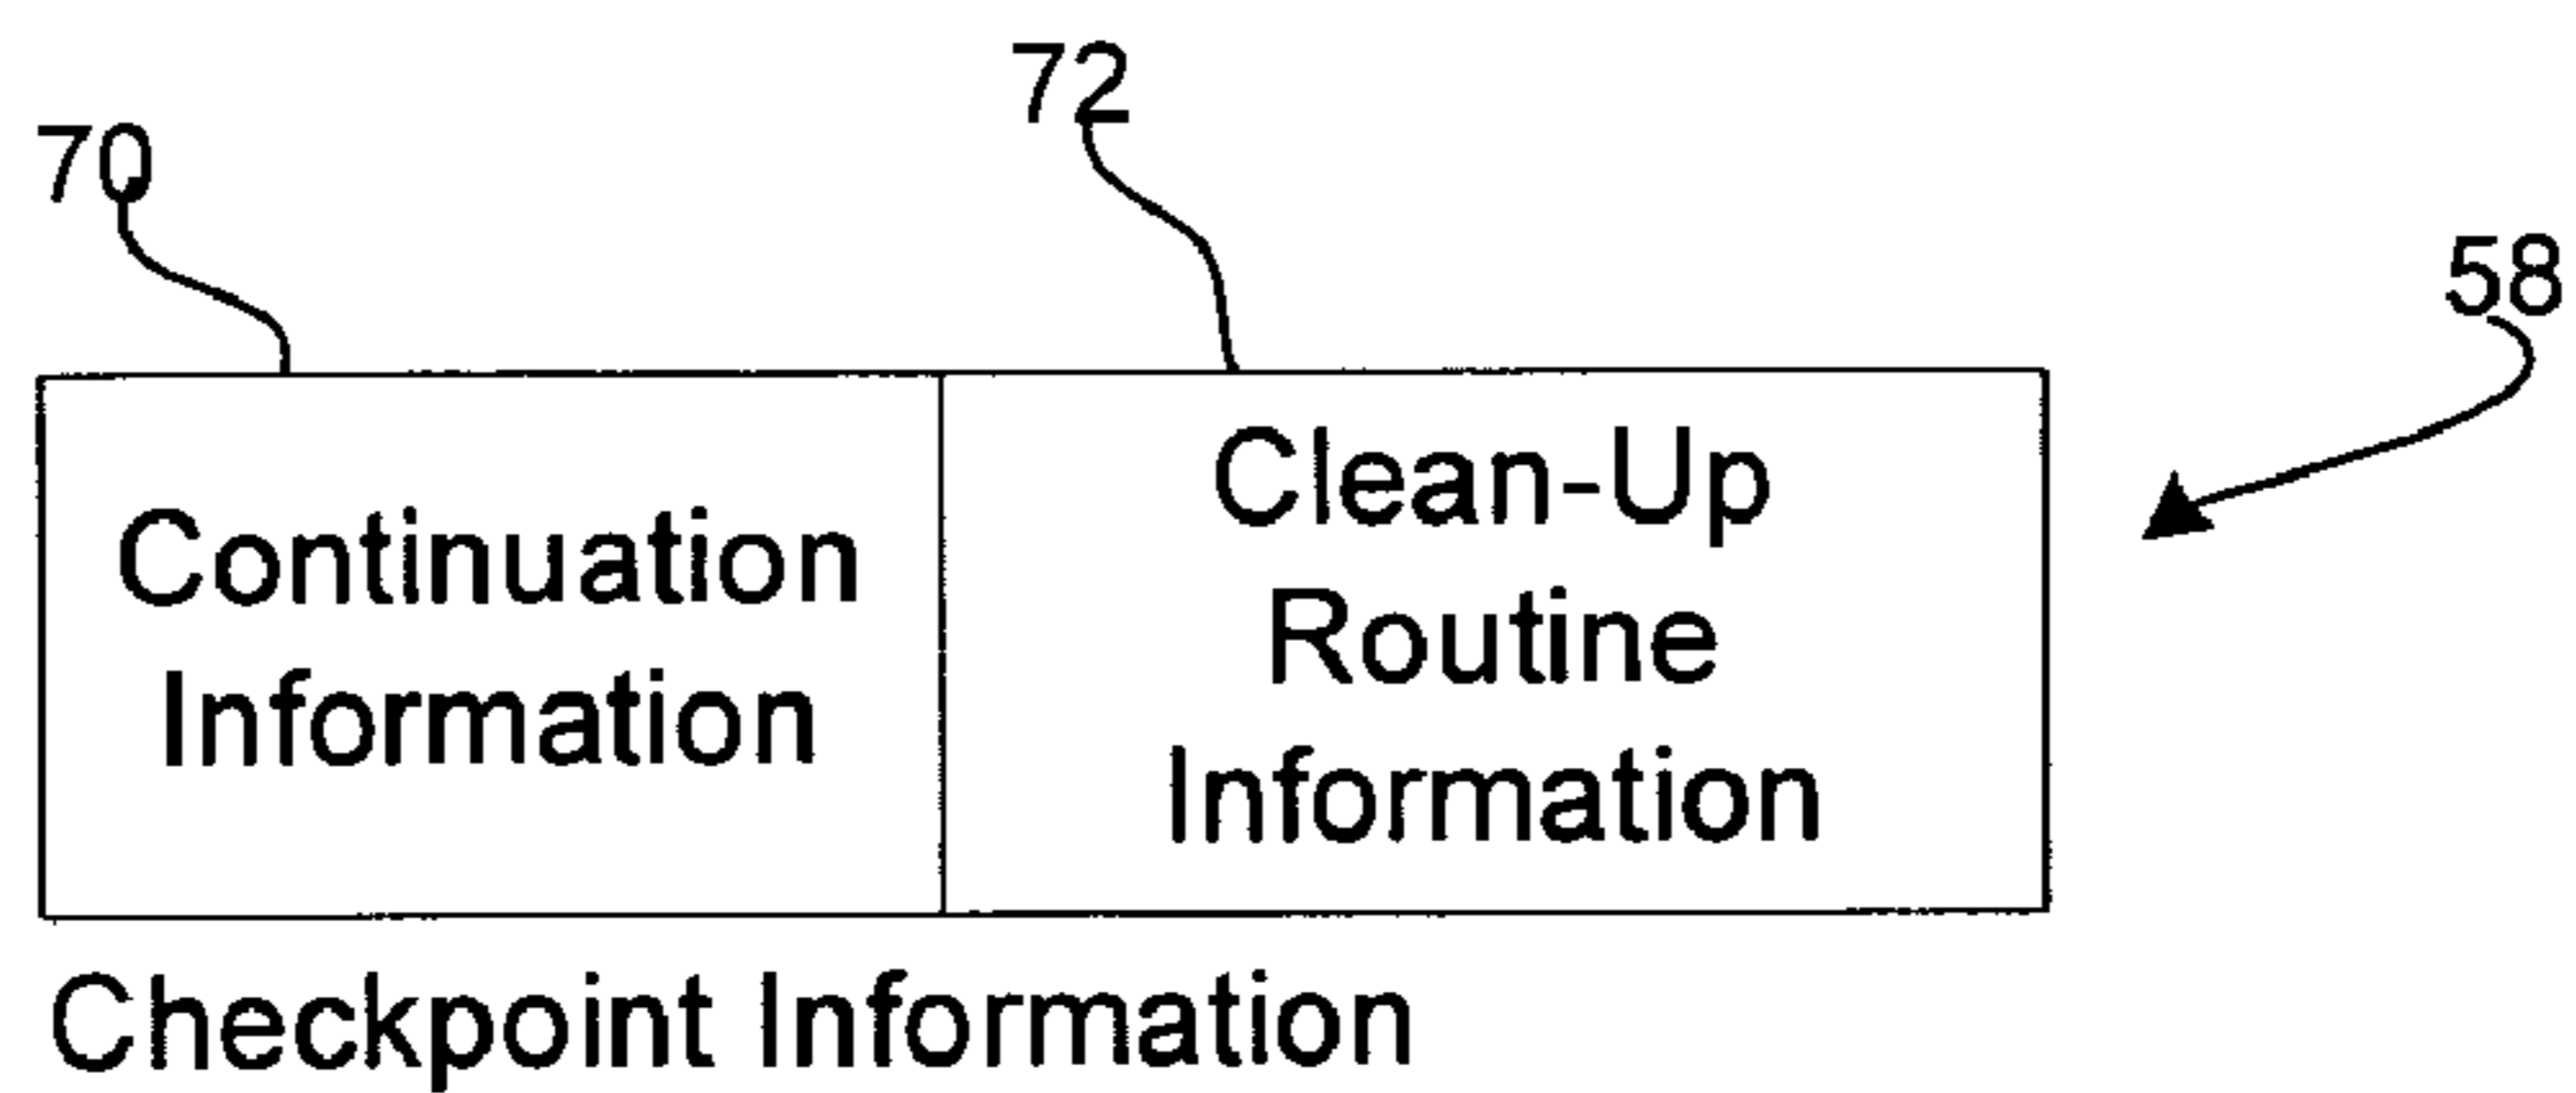 72
70
58
Continuation
Information
Clean-Up
Routine
Information
Checkpoint Information